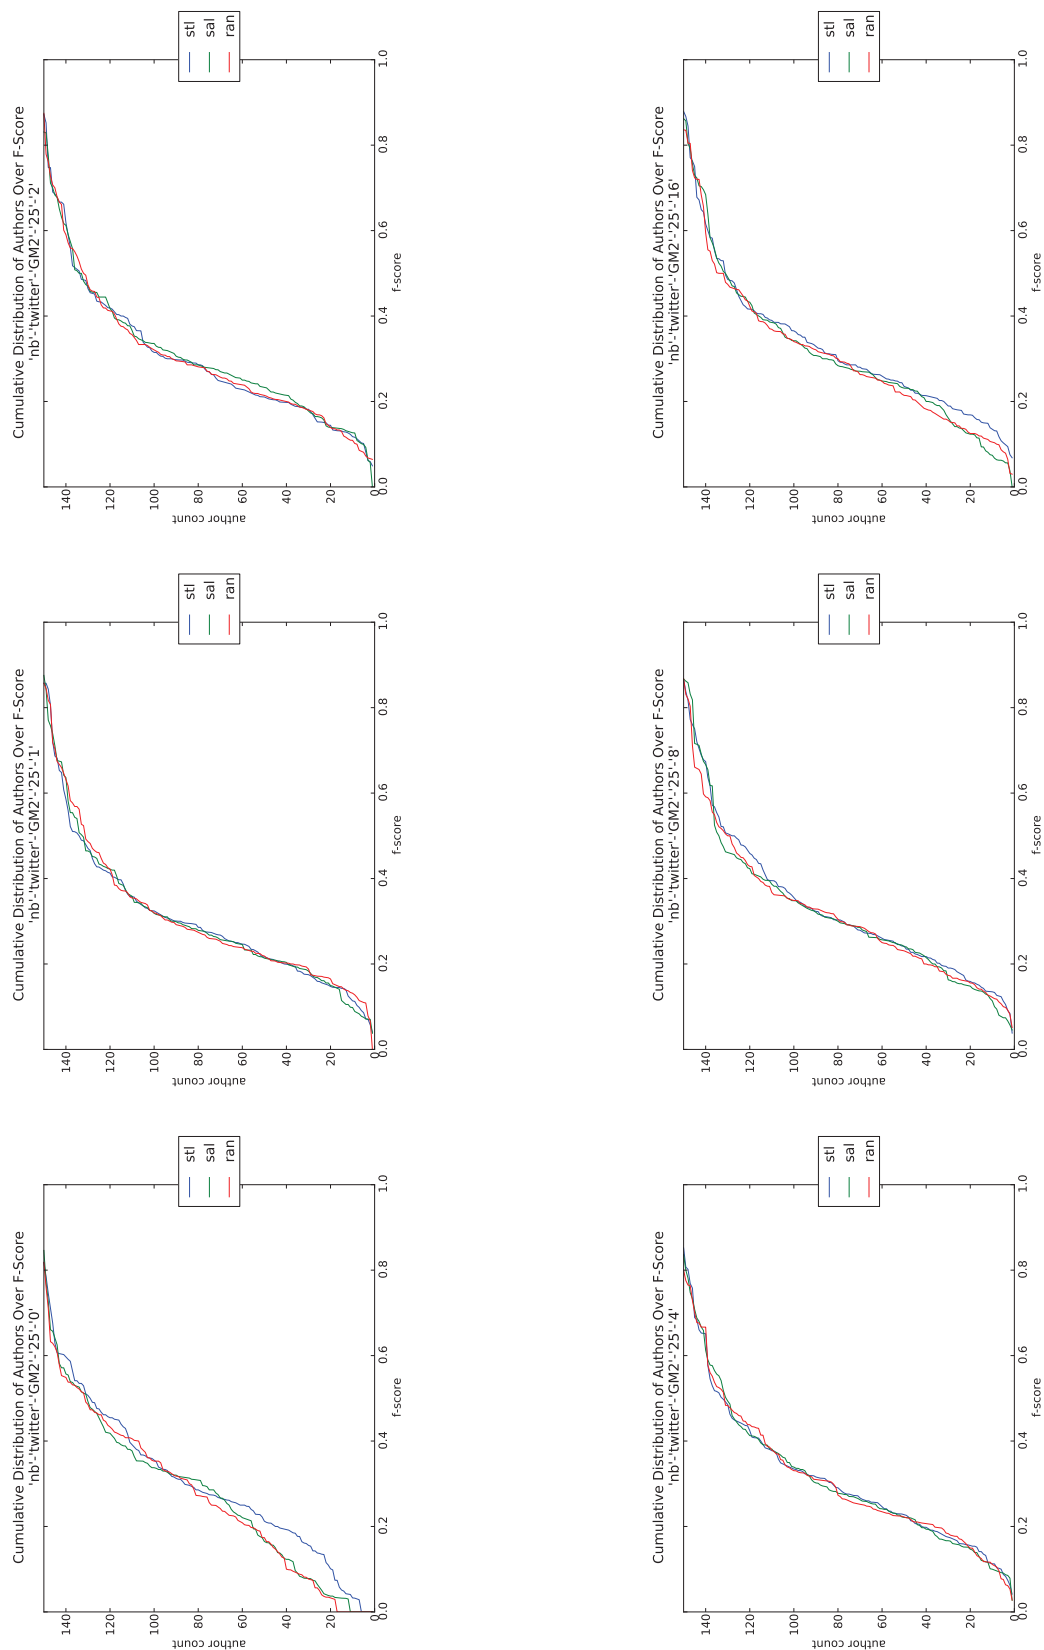 Cumulative Distribution of Authors Over F-Score
'nb'-'twitter'-'GM2'-'25'-'0'
140
120
100
80
60
40
20
0
author count
0.0 0.2 0.4 0.6 0.8 1.0
f-score
stl
sal
ran
Cumulative Distribution of Authors Over F-Score
'nb'-'twitter'-'GM2'-'25'-'1'
140
120
100
80
60
40
20
0
author count
0.0 0.2 0.4 0.6 0.8 1.0
f-score
stl
sal
ran
Cumulative Distribution of Authors Over F-Score
'nb'-'twitter'-'GM2'-'25'-'2'
140
120
100
80
60
40
20
0
author count
0.0 0.2 0.4 0.6 0.8 1.0
f-score
stl
sal
ran
Cumulative Distribution of Authors Over F-Score
'nb'-'twitter'-'GM2'-'25'-'4'
140
120
100
80
60
40
20
0
author count
0.0 0.2 0.4 0.6 0.8 1.0
f-score
stl
sal
ran
Cumulative Distribution of Authors Over F-Score
'nb'-'twitter'-'GM2'-'25'-'8'
140
120
100
80
60
40
20
0
author count
0.0 0.2 0.4 0.6 0.8 1.0
f-score
stl
sal
ran
Cumulative Distribution of Authors Over F-Score
'nb'-'twitter'-'GM2'-'25'-'16'
140
120
100
80
60
40
20
0
author count
0.0 0.2 0.4 0.6 0.8 1.0
f-score
stl
sal
ran